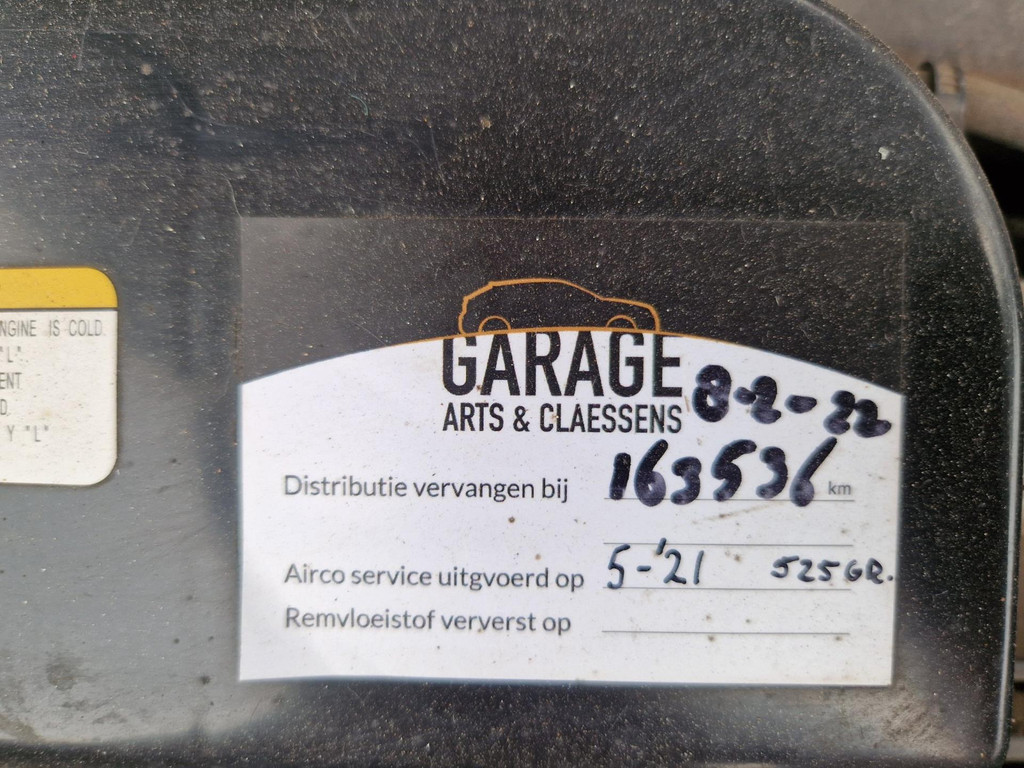 NGINE IS COLD.
"L".
ENT
D.
Y "L"
GARAGE
ARTS & CLAESSENS
8-2-22
Distributie vervangen bij 163536 km
Airco service uitgvoerd op 5-'21 525GR.
Remvloeistof ververst op